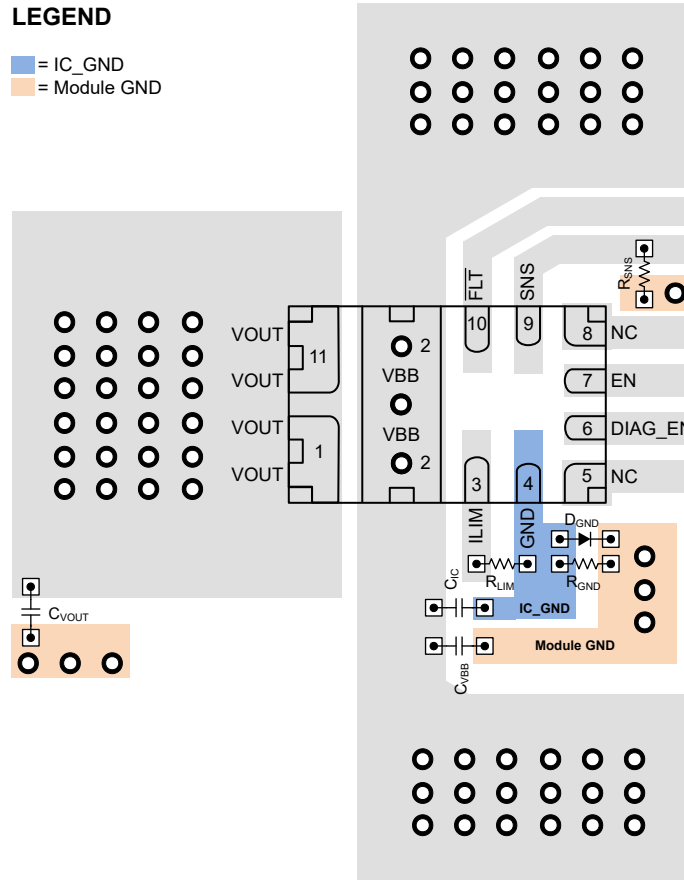 LEGEND
= IC_GND
= Module GND
FLT
SNS
RSNS
10
9
8
NC
VOUT
11
2
VBB
VOUT
7
EN
VOUT
VBB
6
DIAG_EN
1
2
VOUT
3
4
5
NC
ILIM
GND
DGND
RLIM
RGND
CIC
IC_GND
CVOUT
Module GND
CVBB